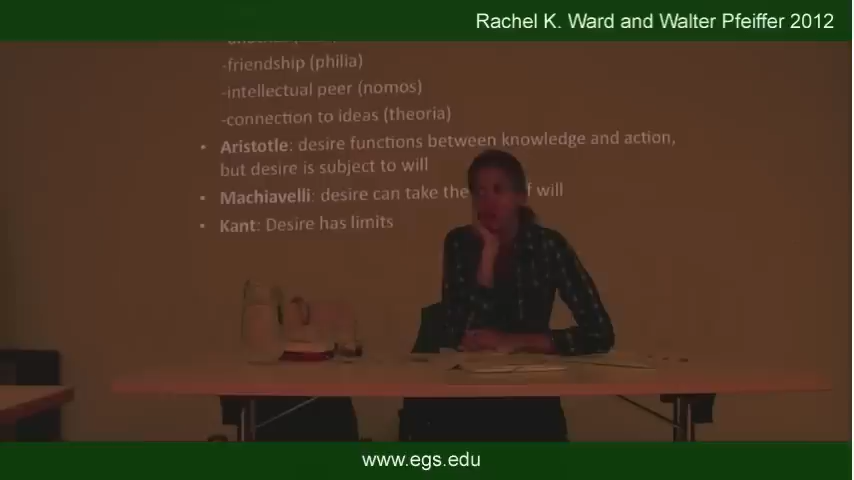 Rachel K. Ward and Walter Pfeiffer 2012
-friendship (philia)
-intellectual peer (nomos)
-connection to ideas (theoria)
• Aristotle: desire functions between knowledge and action,
but desire is subject to will
• Machiavelli: desire can take the f will
• Kant: Desire has limits
www.egs.edu